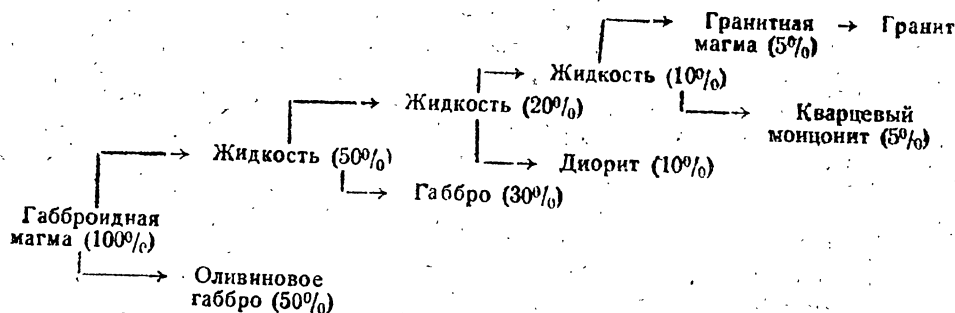 Гранитная → Гранит
магма (5%)
Жидкость (10%)
Жидкость (20%)
Кварцевый
монцонит (5%)
Жидкость (50%)
Диорит (10%)
Габбро (30%)
Габброидная
магма (100%)
Оливиновое
габбро (50%)